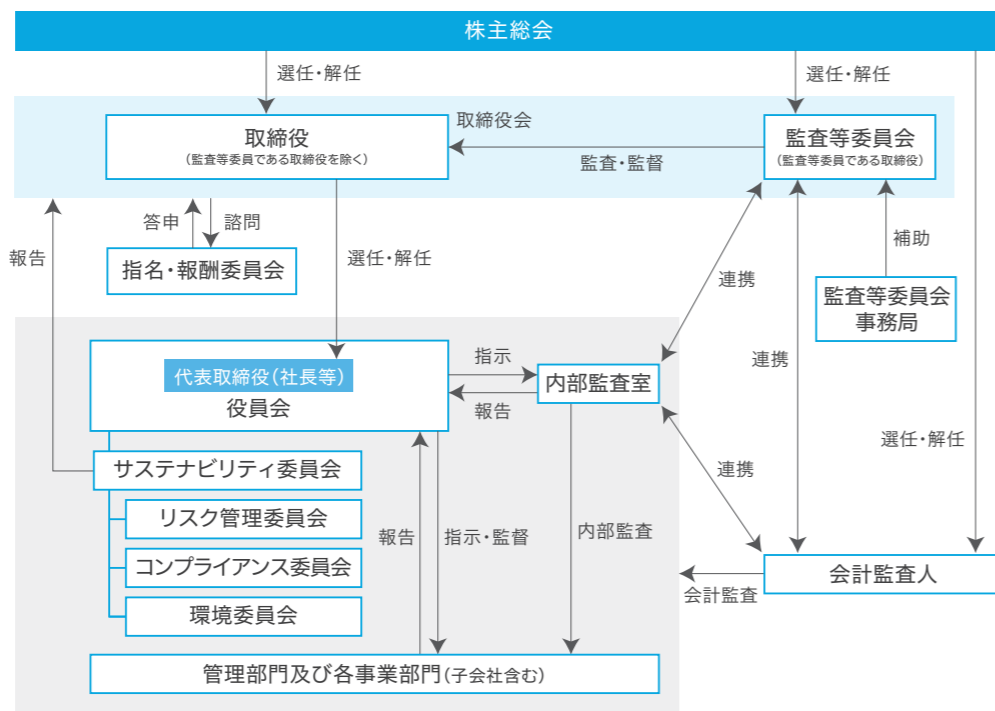 株主総会
選任・解任
選任・解任
取締役会
取締役
(監査等委員である取締役を除く)
監査・監督
監査等委員会
(監査等委員である取締役)
報告
答申
諮問
指名・報酬委員会
選任・解任
連携
補助
監査等委員会
事務局
代表取締役(社長等)
役員会
指示
報告
内部監査室
連携
選任・解任
サステナビリティ委員会
リスク管理委員会
コンプライアンス委員会
環境委員会
報告
指示・監督
内部監査
連携
会計監査
会計監査人
管理部門及び各事業部門(子会社含む)